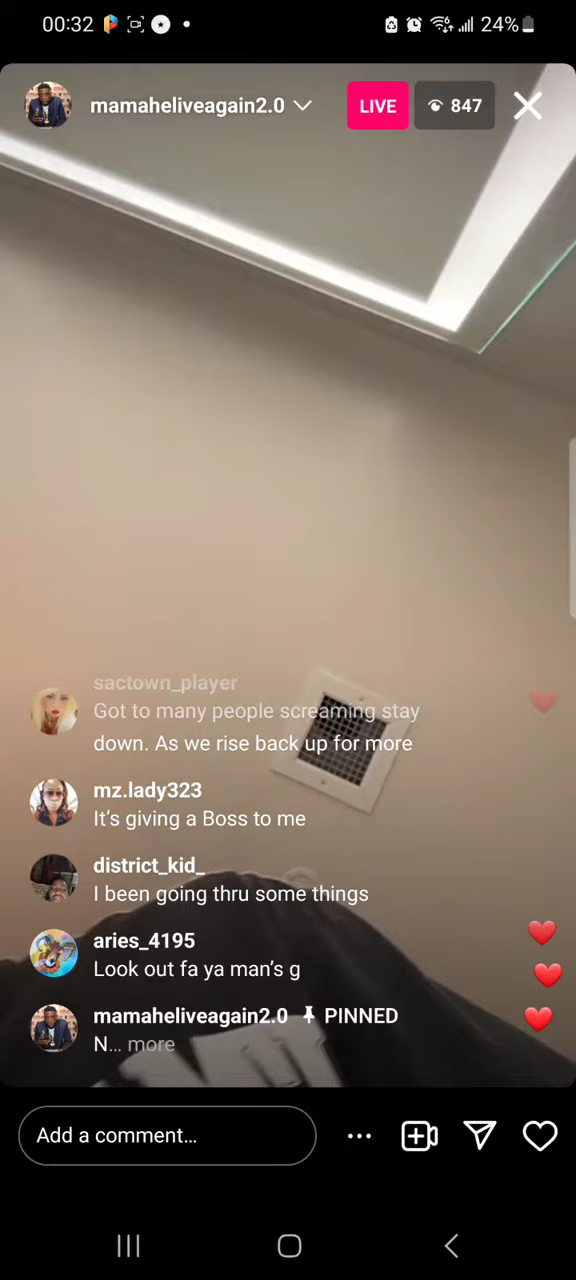 00:32
24%
mamaheliveagain2.0
LIVE
847
sactown_player
Got to many people screaming stay
down. As we rise back up for more
mz.lady323
It's giving a Boss to me
district_kid_
I been going thru some things
aries_4195
Look out fa ya man's g
mamaheliveagain2.0 PINNED
N... more
Add a comment...